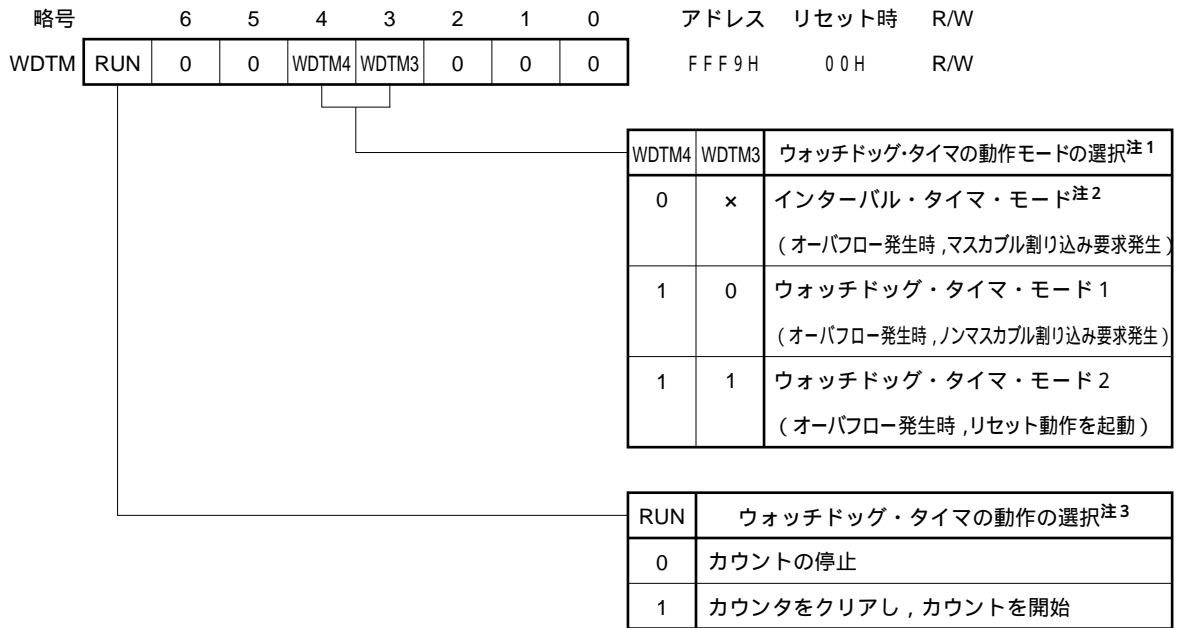 略号 6 5 4 3 2 1 0 アドレス リセット時 R/W
WDTM RUN 0 0 WDTM4 WDTM3 0 0 0 FFF9H 00H R/W
WDTM4 WDTM3 ウォッチドッグ・タイマの動作モードの選択注1
0 × インターバル・タイマ・モード注2
(オーバフロー発生時,マスカブル割り込み要求発生)
1 0 ウォッチドッグ・タイマ・モード1
(オーバフロー発生時,ノンマスカブル割り込み要求発生)
1 1 ウォッチドッグ・タイマ・モード2
(オーバフロー発生時,リセット動作を起動)
RUN ウォッチドッグ・タイマの動作の選択注3
0 カウントの停止
1 カウンタをクリアし,カウントを開始